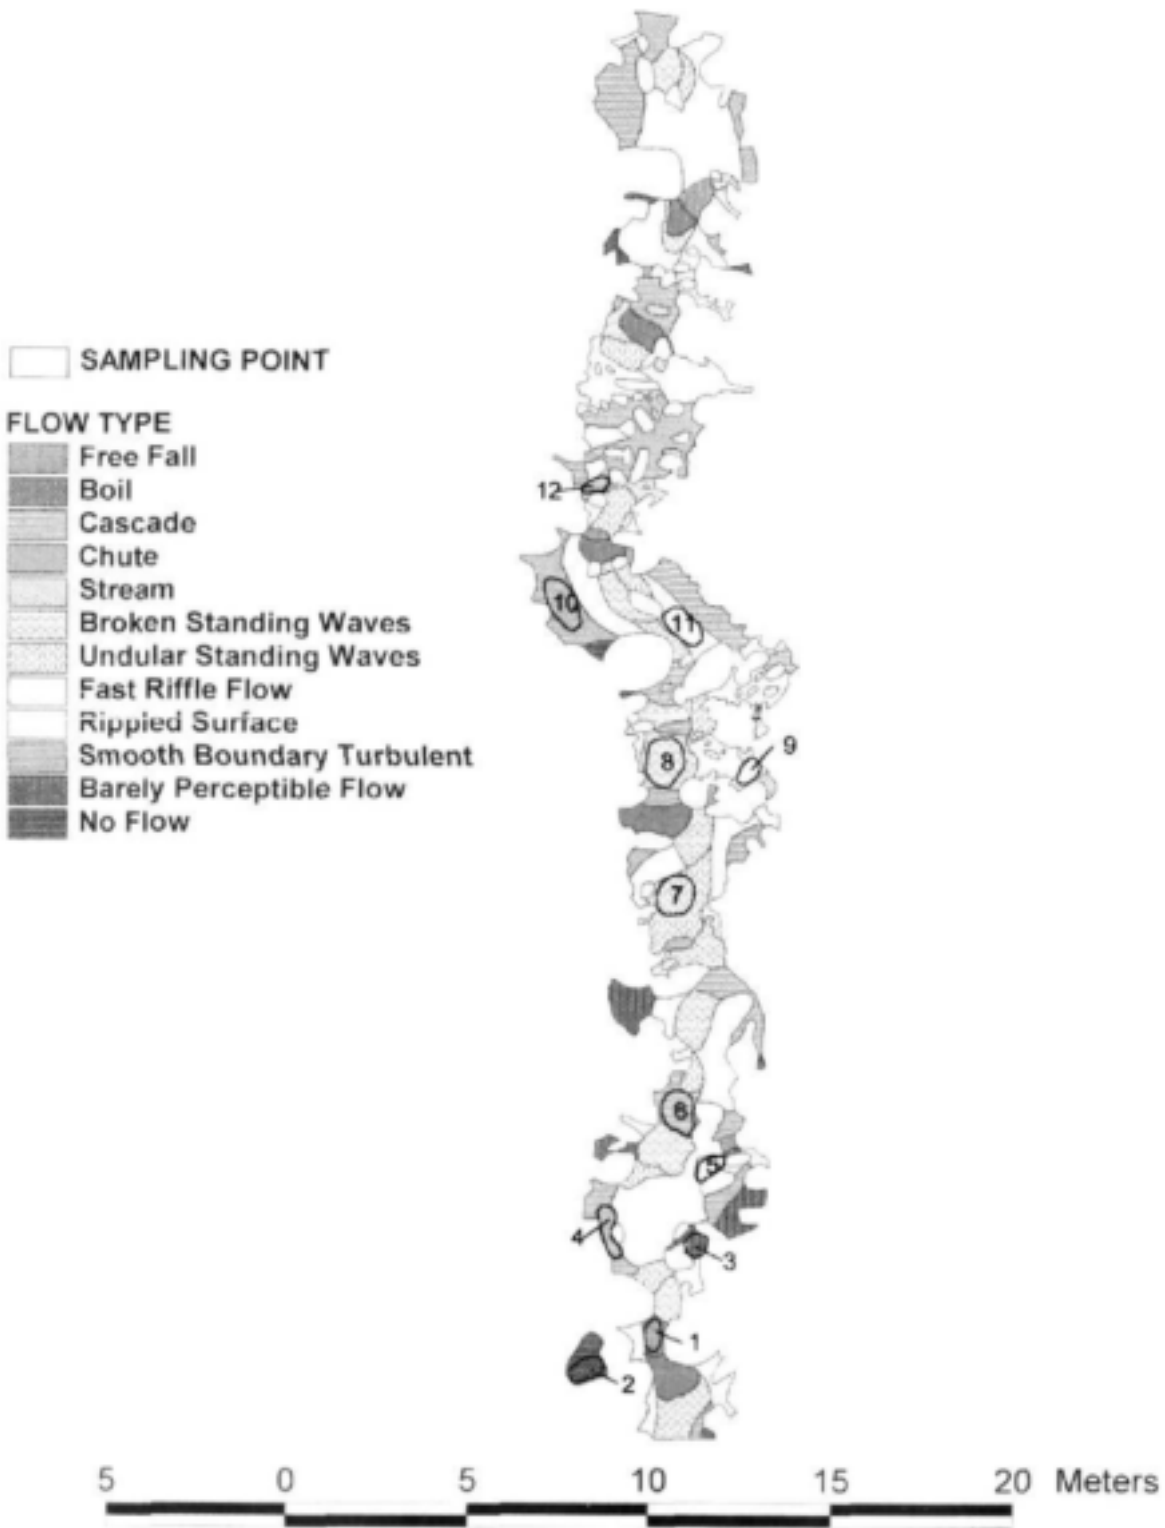 SAMPLING POINT
FLOW TYPE
Free Fall
Boil
Cascade
Chute
Stream
Broken Standing Waves
Undular Standing Waves
Fast Riffle Flow
Rippied Surface
Smooth Boundary Turbulent
Barely Perceptible Flow
No Flow
12
10
11
8
9
7
6
5
4
3
1
2
5 0 5 10 15 20 Meters